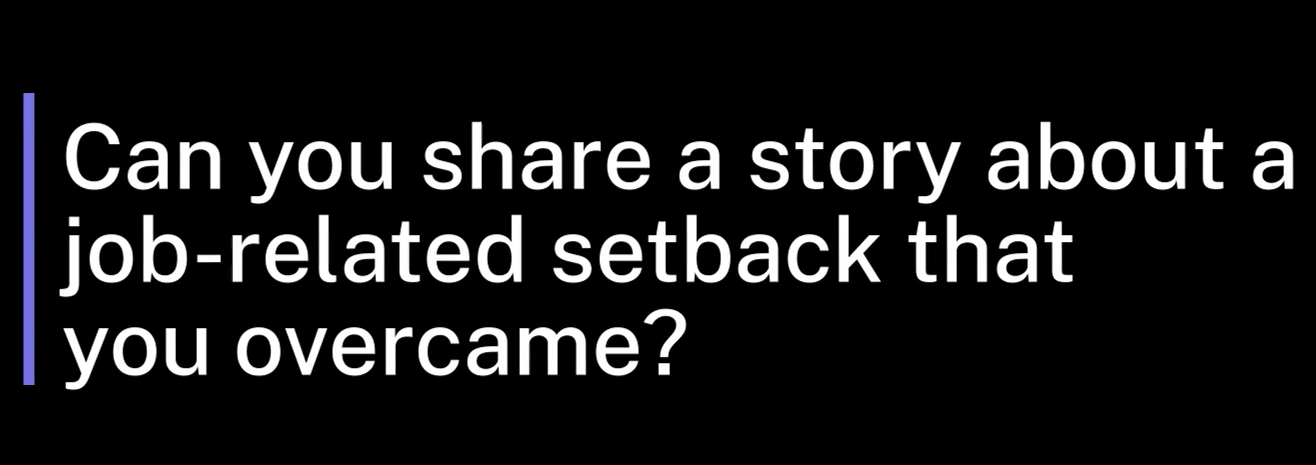 Can you share a story about a
job-related setback that
you overcame?